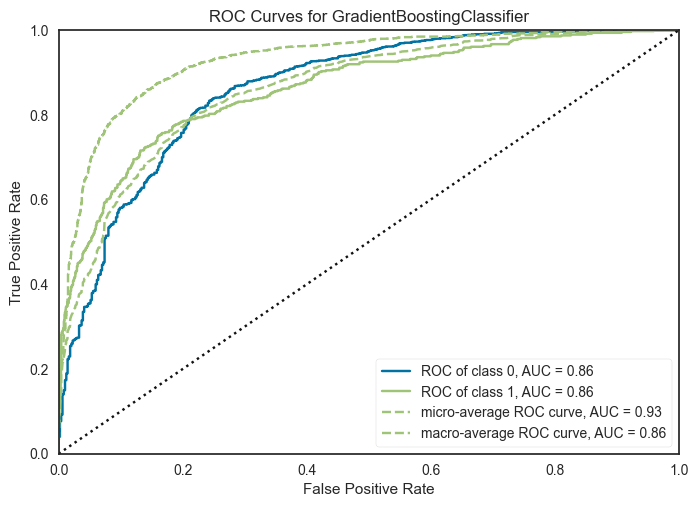 ROC Curves for GradientBoostingClassifier
1.0
0.8
0.6
0.4
0.2
0.0
True Positive Rate
ROC of class 0, AUC = 0.86
ROC of class 1, AUC = 0.86
micro-average ROC curve, AUC = 0.93
macro-average ROC curve, AUC = 0.86
0.0 0.2 0.4 0.6 0.8 1.0
False Positive Rate